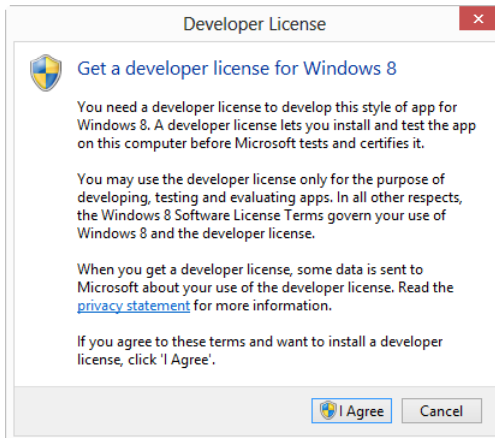 Developer License
Get a developer license for Windows 8
You need a developer license to develop this style of app for
Windows 8. A developer license lets you install and test the app
on this computer before Microsoft tests and certifies it.
You may use the developer license only for the purpose of
developing, testing and evaluating apps. In all other respects,
the Windows 8 Software License Terms govern your use of
Windows 8 and the developer license.
When you get a developer license, some data is sent to
Microsoft about your use of the developer license. Read the
privacy statement for more information.
If you agree to these terms and want to install a developer
license, click 'I Agree'.
I Agree Cancel